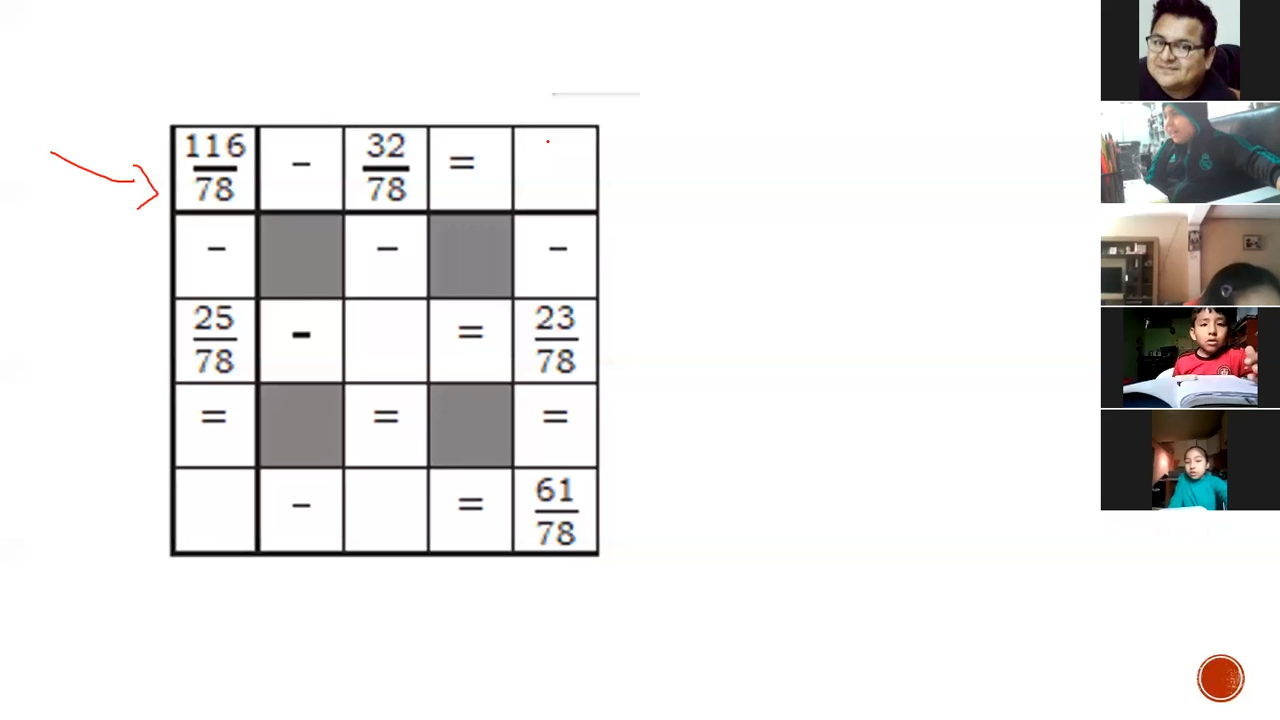 116/78 - 32/78 =
- - -
25/78 - = 23/78
= = =
- = 61/78